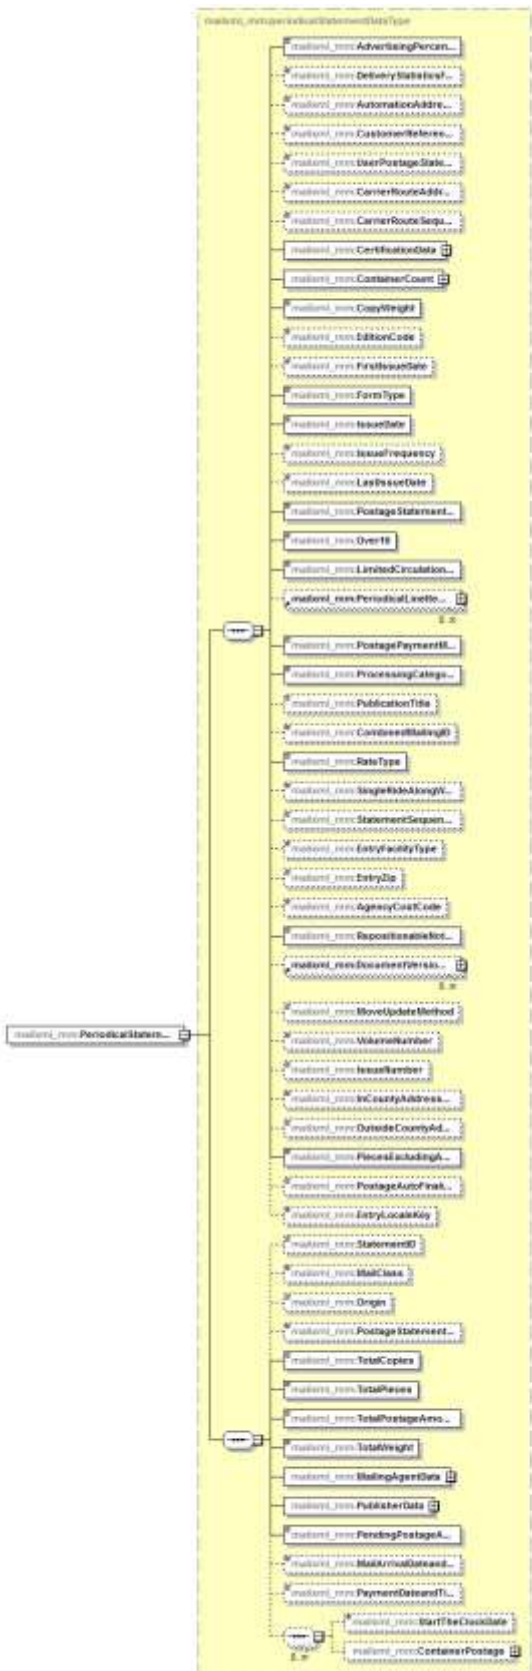 mailxml_mm:periodicalStatementDataType
mailxml_mm:AdvertisingPercen...
mailxml_mm:DeliveryStatisticsF...
mailxml_mm:AutomationAddre...
mailxml_mm:CustomerReferen...
mailxml_mm:UserPostageState...
mailxml_mm:CarrierRouteAddr...
mailxml_mm:CarrierRouteSequ...
mailxml_mm:CertificationData
mailxml_mm:ContainerCount
mailxml_mm:CopyWeight
mailxml_mm:EditionCode
mailxml_mm:FirstIssueDate
mailxml_mm:FormType
mailxml_mm:IssueDate
mailxml_mm:IssueFrequency
mailxml_mm:LastIssueDate
mailxml_mm:PostageStatement...
mailxml_mm:Over10
mailxml_mm:LimitedCirculation...
mailxml_mm:PeriodicalLineIte...
0..∞
mailxml_mm:PostagePaymentM...
mailxml_mm:ProcessingCatego...
mailxml_mm:PublicationTitle
mailxml_mm:CombinedMailingID
mailxml_mm:RateType
mailxml_mm:SingleRideAlongW...
mailxml_mm:StatementSequen...
mailxml_mm:EntryFacilityType
mailxml_mm:EntryZip
mailxml_mm:AgencyCostCode
mailxml_mm:RepositionableNot...
mailxml_mm:DocumentVersio...
0..∞
mailxml_mm:PeriodicalStatem...
mailxml_mm:MoveUpdateMethod
mailxml_mm:VolumeNumber
mailxml_mm:IssueNumber
mailxml_mm:InCountyAddress...
mailxml_mm:OutsideCountyAd...
mailxml_mm:PiecesExcludingA...
mailxml_mm:PostageAutoFinali...
mailxml_mm:EntryLocaleKey
mailxml_mm:StatementID
mailxml_mm:MailClass
mailxml_mm:Origin
mailxml_mm:PostageStatement...
mailxml_mm:TotalCopies
mailxml_mm:TotalPieces
mailxml_mm:TotalPostageAmo...
mailxml_mm:TotalWeight
mailxml_mm:MailingAgentData
mailxml_mm:PublisherData
mailxml_mm:PendingPostageA...
mailxml_mm:MailArrivalDateand...
mailxml_mm:PaymentDateandTi...
mailxml_mm:StartTheClockDate
mailxml_mm:ContainerPostage
0..∞